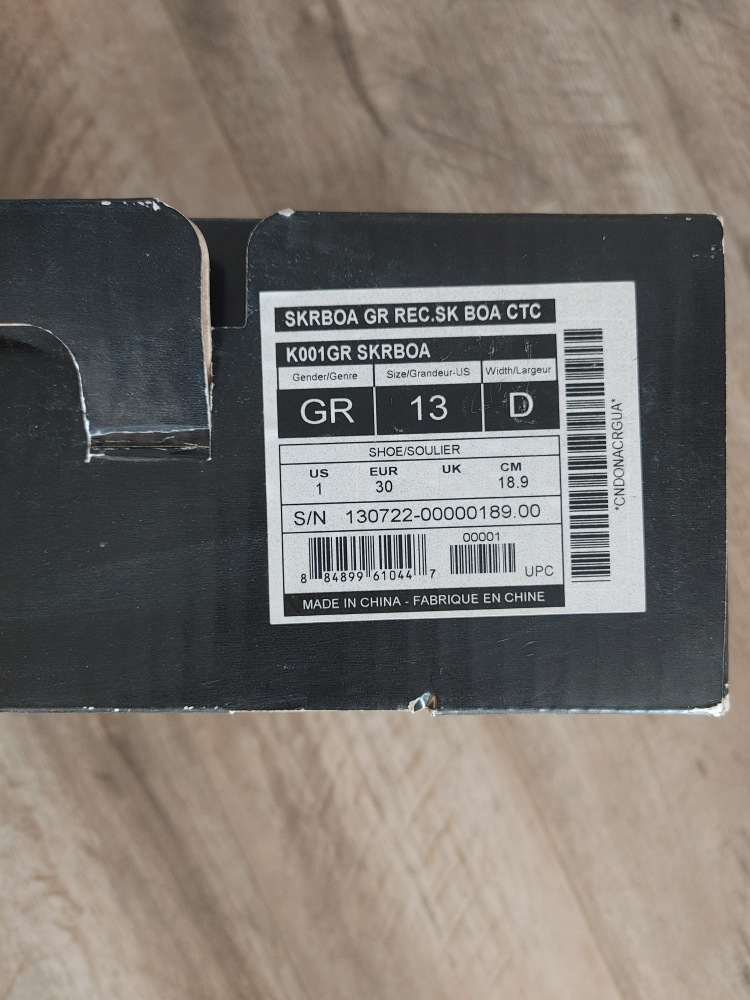 SKRBOA GR REC.SK BOA CTC
K001GR SKRBOA
Gender/Genre Size/Grandeur-US Width/Largeur
GR 13 D
SHOE/SOULIER
US EUR UK CM
1 30 18.9
S/N 130722-00000189.00
00001
8 84899 61044 7 UPC
MADE IN CHINA - FABRIQUE EN CHINE
*CNDONACRGUA*